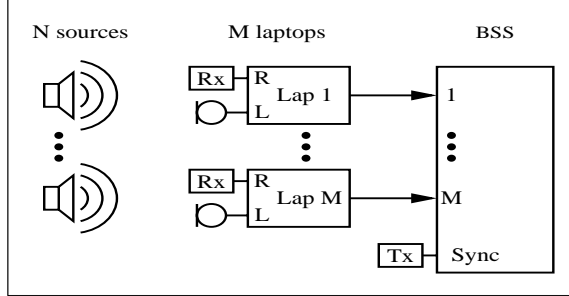 N sources M laptops BSS
Rx R
Lap 1 1
L
Rx R
Lap M M
L
Tx Sync